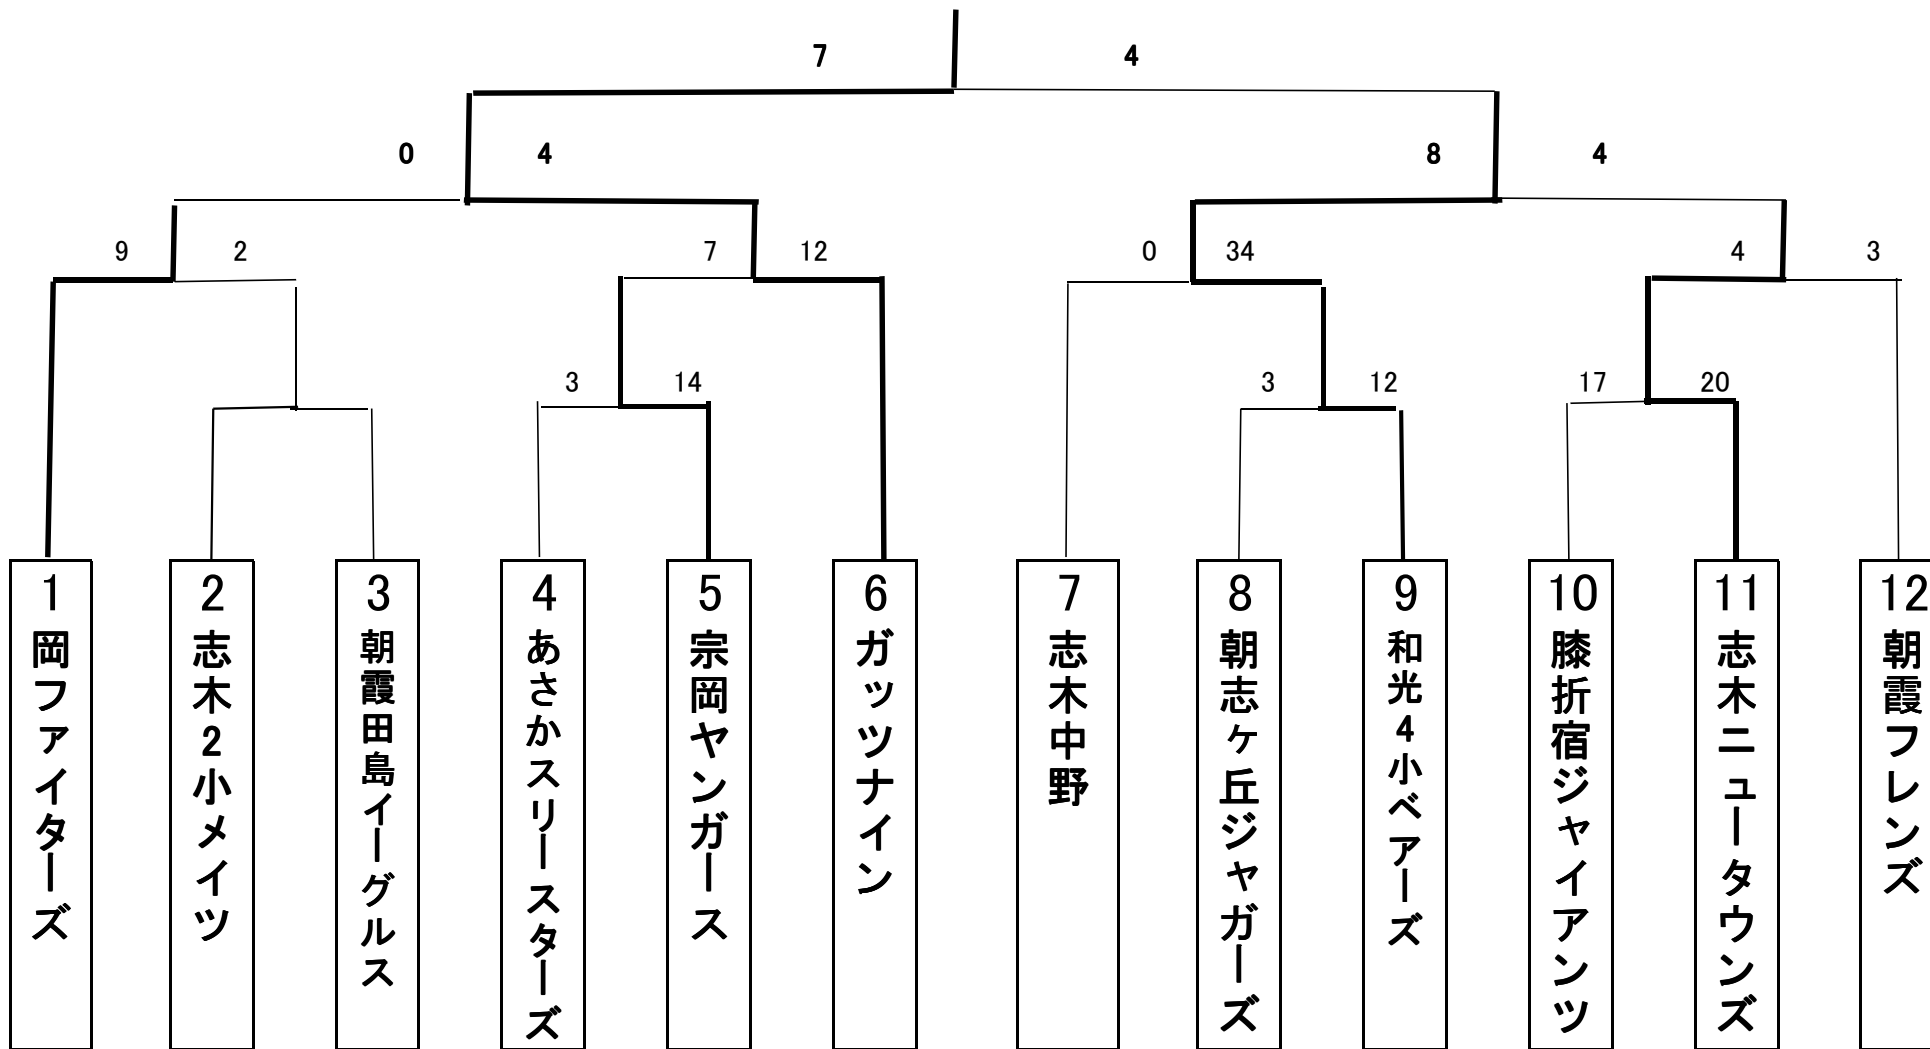 7 4
0 4 8 4
9 2 7 12 0 34 4 3
3 14 3 12 17 20
1 岡ファイターズ
2 志木2小メイツ
3 朝霞田島イーグルス
4 あさかスリースターズ
5 宗岡ヤンガース
6 ガッツナイン
7 志木中野
8 朝志ヶ丘ジャガーズ
9 和光4小ベアーズ
10 膝折宿ジャイアンツ
11 志木ニュータウンズ
12 朝霞フレンズ